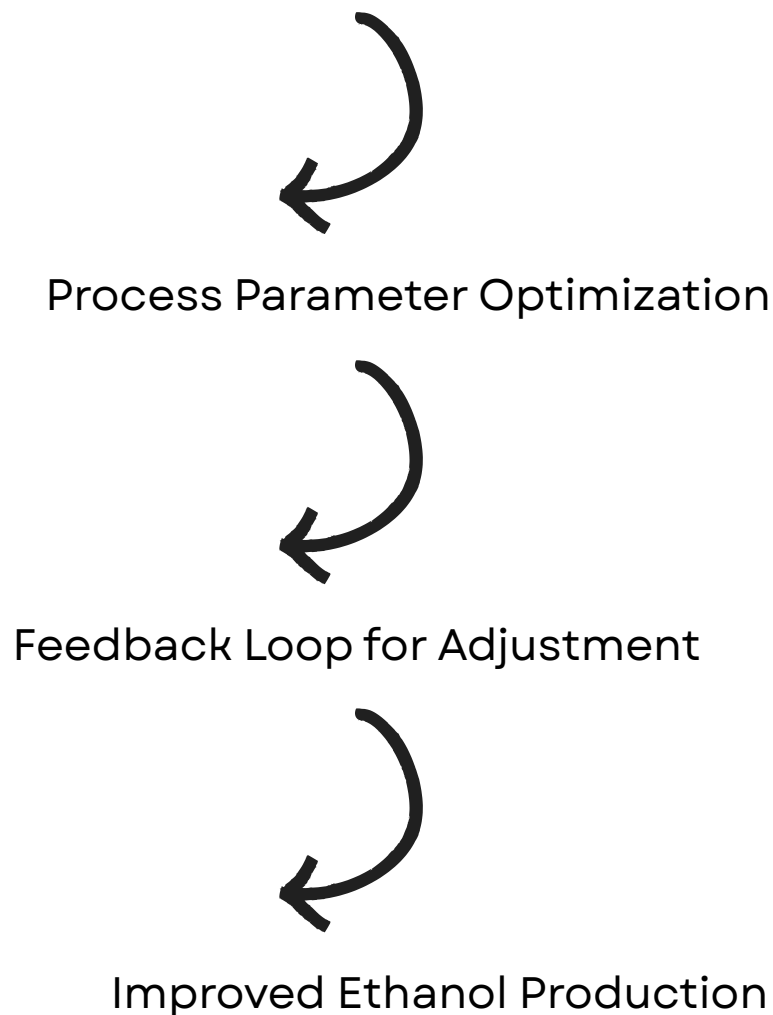 Process Parameter Optimization
Feedback Loop for Adjustment
Improved Ethanol Production